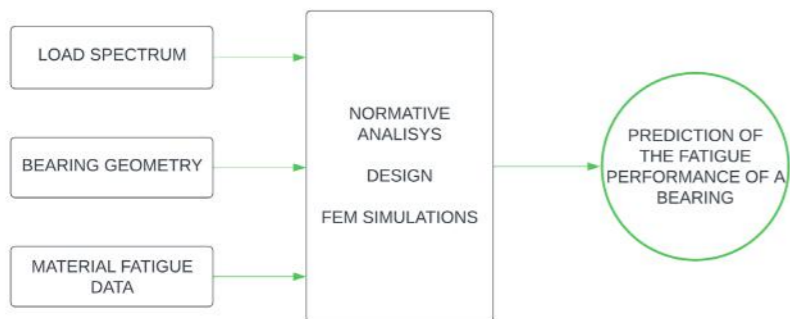 LOAD SPECTRUM
BEARING GEOMETRY
MATERIAL FATIGUE
DATA
NORMATIVE
ANALISYS
DESIGN
FEM SIMULATIONS
PREDICTION OF
THE FATIGUE
PERFORMANCE OF A
BEARING